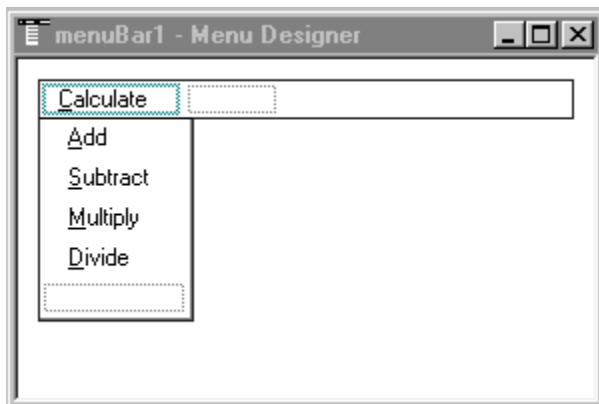 menuBar1 - Menu Designer
Calculate
Add
Subtract
Multiply
Divide